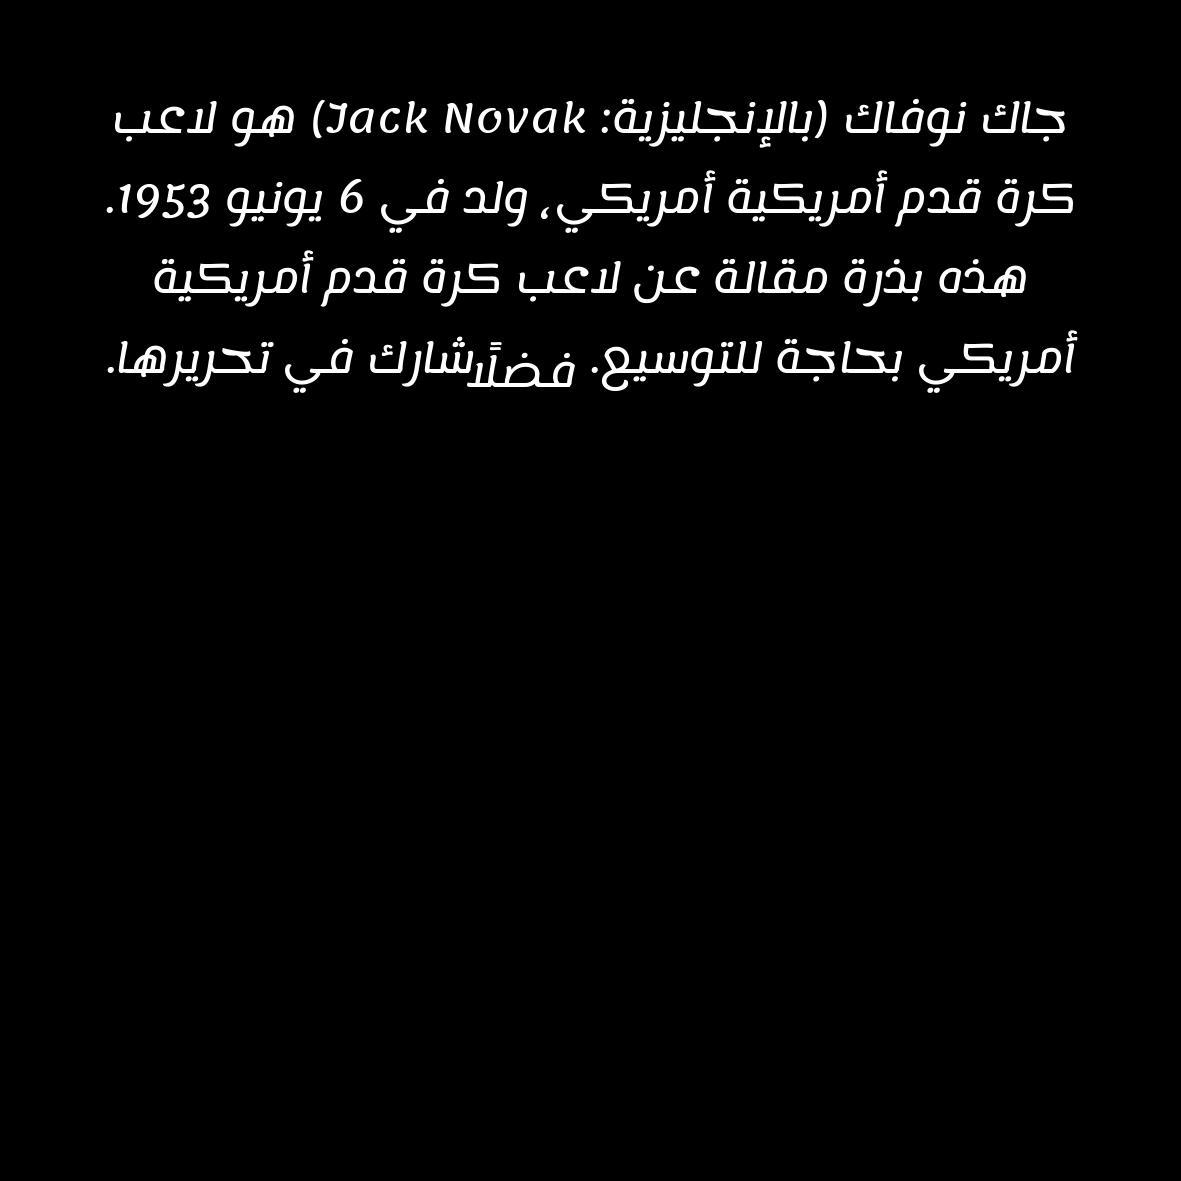 جاك نوفاك (بالإنجليزية: Jack Novak) هو لاعب
كرة قدم أمريكية أمريكي، ولد في 6 يونيو 1953.
هذه بذرة مقالة عن لاعب كرة قدم أمريكية
أمريكي بحاجة للتوسيع. فضلًا شارك في تحريرها.